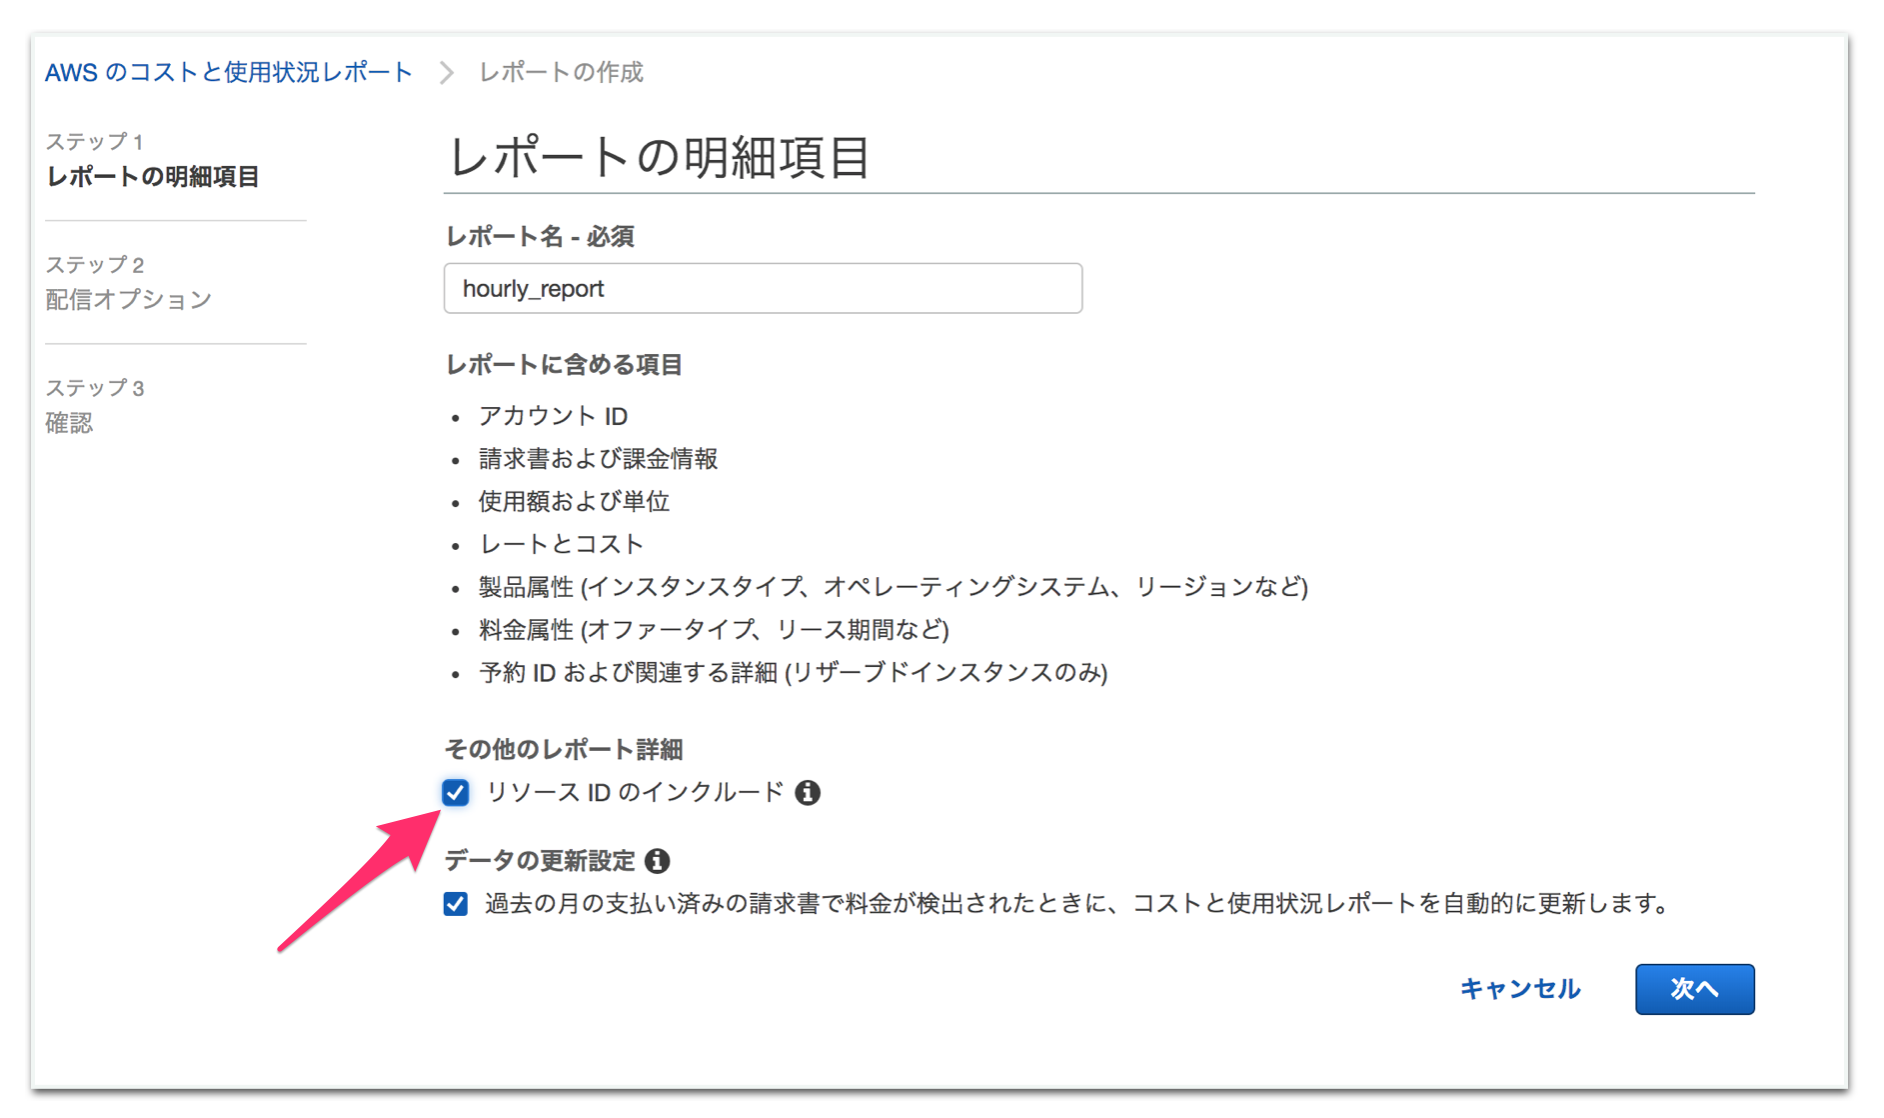 AWS のコストと使用状況レポート レポートの作成
ステップ 1
レポートの明細項目
ステップ 2
配信オプション
ステップ 3
確認
レポートの明細項目
レポート名 - 必須
hourly_report
レポートに含める項目
• アカウント ID
• 請求書および課金情報
• 使用額および単位
• レートとコスト
• 製品属性 (インスタンスタイプ、オペレーティングシステム、リージョンなど)
• 料金属性 (オファータイプ、リース期間など)
• 予約 ID および関連する詳細 (リザーブドインスタンスのみ)
その他のレポート詳細
リソース ID のインクルード
データの更新設定
過去の月の支払い済みの請求書で料金が検出されたときに、コストと使用状況レポートを自動的に更新します。
キャンセル 次へ